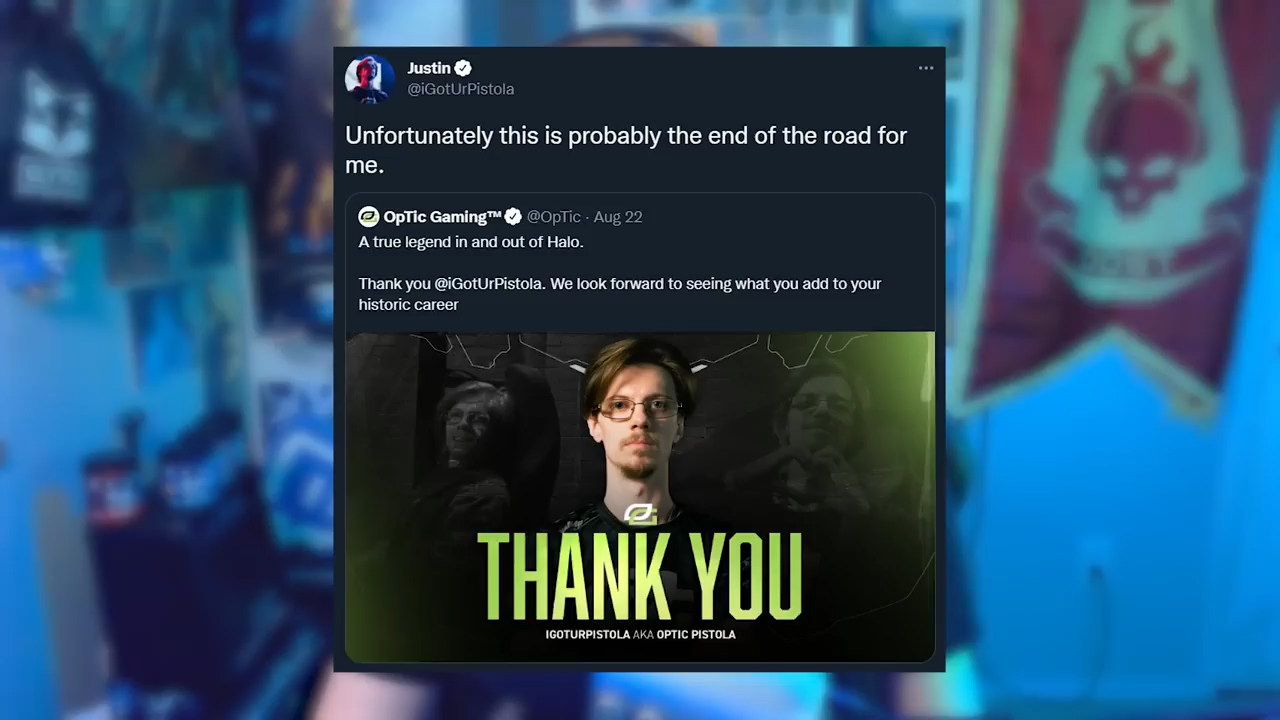 Justin
@iGotUrPistola
Unfortunately this is probably the end of the road for
me.
OpTic Gaming™ @OpTic · Aug 22
A true legend in and out of Halo.
Thank you @iGotUrPistola. We look forward to seeing what you add to your
historic career
THANK YOU
IGOTURPISTOLA AKA OPTIC PISTOLA